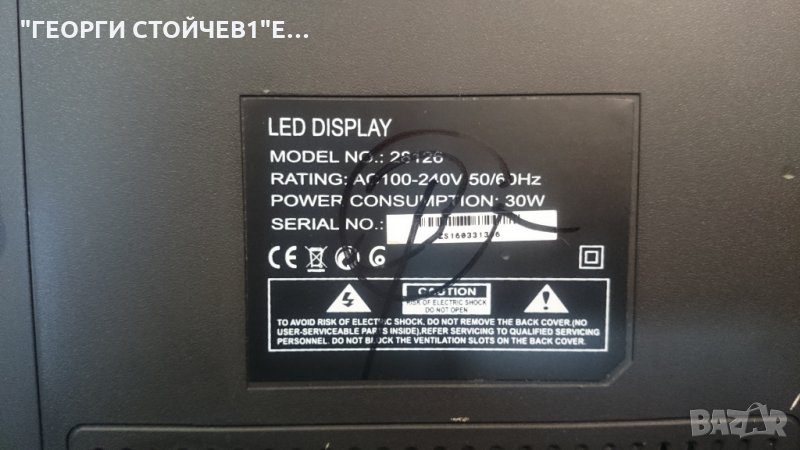 "ГЕОРГИ СТОЙЧЕВ1"Е...
LED DISPLAY
MODEL NO.: 28126
RATING: AC100-240V 50/60Hz
POWER CONSUMPTION: 30W
SERIAL NO.:
CE
CAUTION
RISK OF ELECTRIC SHOCK
DO NOT OPEN
TO AVOID RISK OF ELECTRIC SHOCK, DO NOT REMOVE THE BACK COVER.(NO
USER-SERVICEABLE PARTS INSIDE).REFER SERVICING TO QUALIFIED SERVICING
PERSONNEL. DO NOT BLOCK THE VENTILATION SLOTS ON THE BACK COVER.
BAZAR